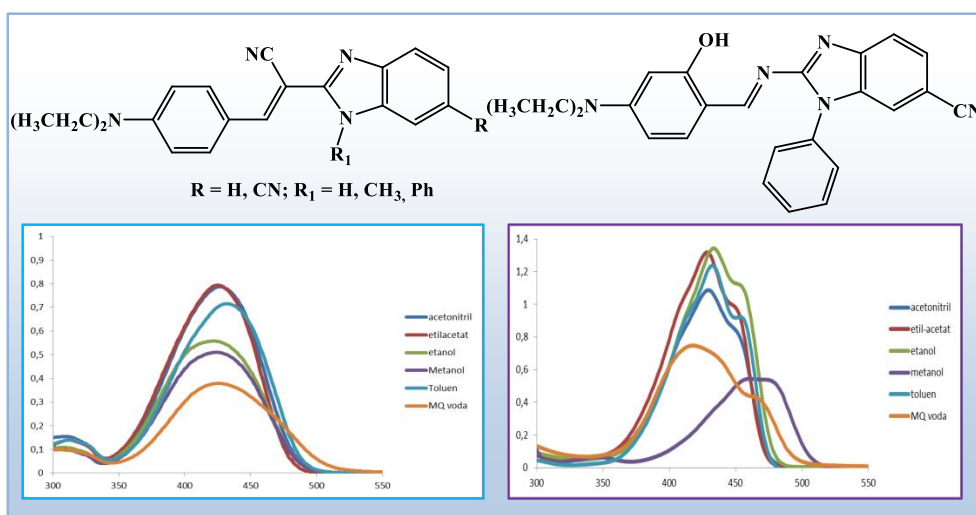 NC
N
(H₃CH₂C)₂N
N
R
R₁
R = H, CN; R₁ = H, CH₃, Ph
OH
N
N
(H₃CH₂C)₂N
N
CN
1
0,9
0,8
0,7
0,6
0,5
0,4
0,3
0,2
0,1
0
300 350 400 450 500 550
acetonitril
etilacetat
etanol
Metanol
Toluen
MQ voda
1,4
1,2
1
0,8
0,6
0,4
0,2
0
300 350 400 450 500 550
acetonitril
etil-acetat
etanol
metanol
toluen
MQ voda